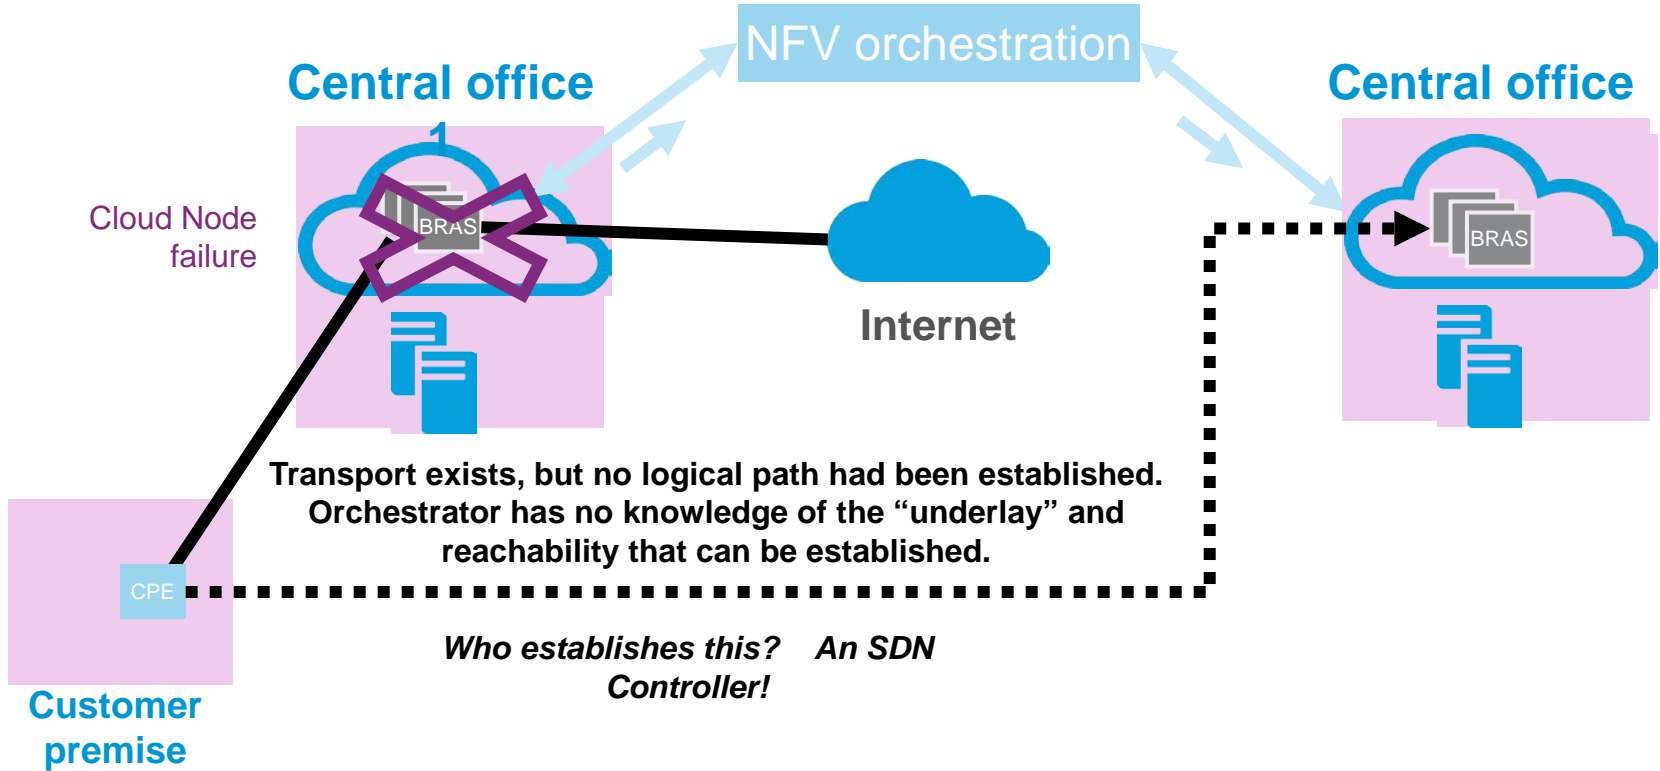 NFV orchestration
Central office
1
Central office
Cloud Node
failure
BRAS
BRAS
Internet
Transport exists, but no logical path had been established.
Orchestrator has no knowledge of the “underlay” and
reachability that can be established.
CPE
Who establishes this? An SDN
Controller!
Customer
premise